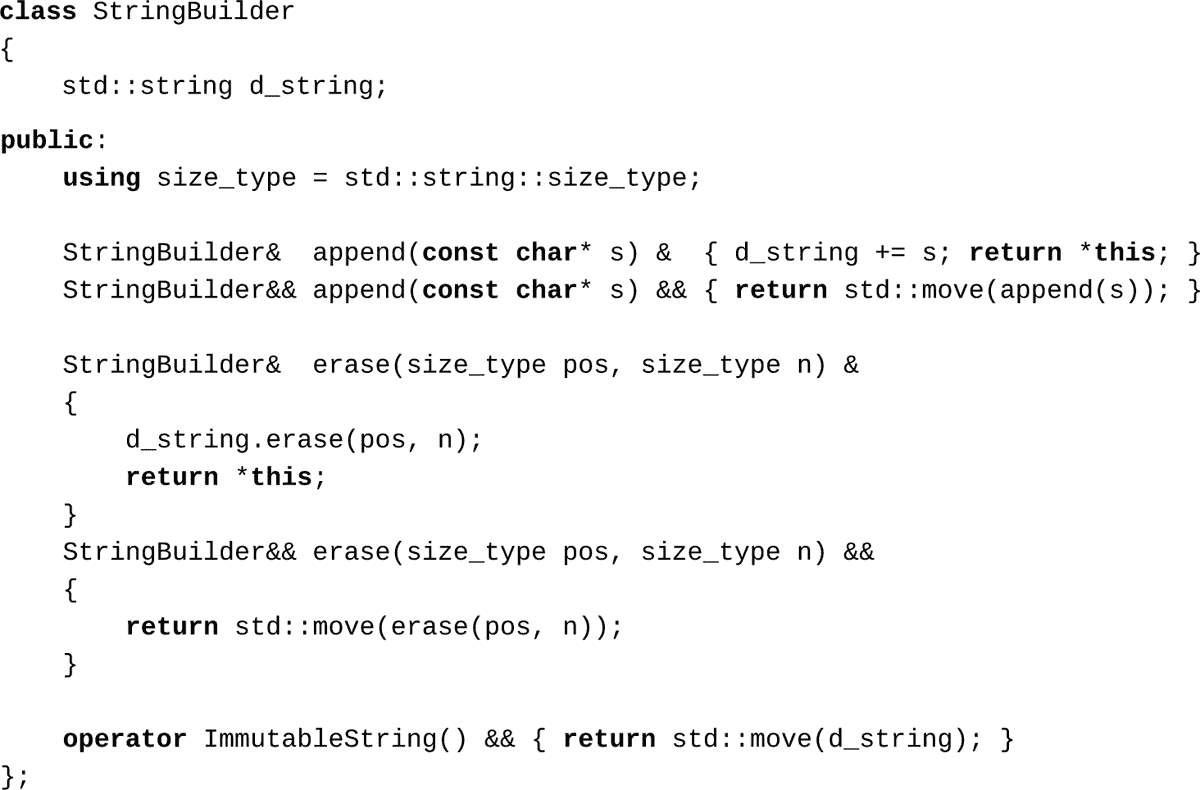 class StringBuilder
{
    std::string d_string;
public:
    using size_type = std::string::size_type;

    StringBuilder&  append(const char* s) &  { d_string += s; return *this; }
    StringBuilder&& append(const char* s) && { return std::move(append(s)); }

    StringBuilder&  erase(size_type pos, size_type n) &
    {
        d_string.erase(pos, n);
        return *this;
    }
    StringBuilder&& erase(size_type pos, size_type n) &&
    {
        return std::move(erase(pos, n));
    }

    operator ImmutableString() && { return std::move(d_string); }
};